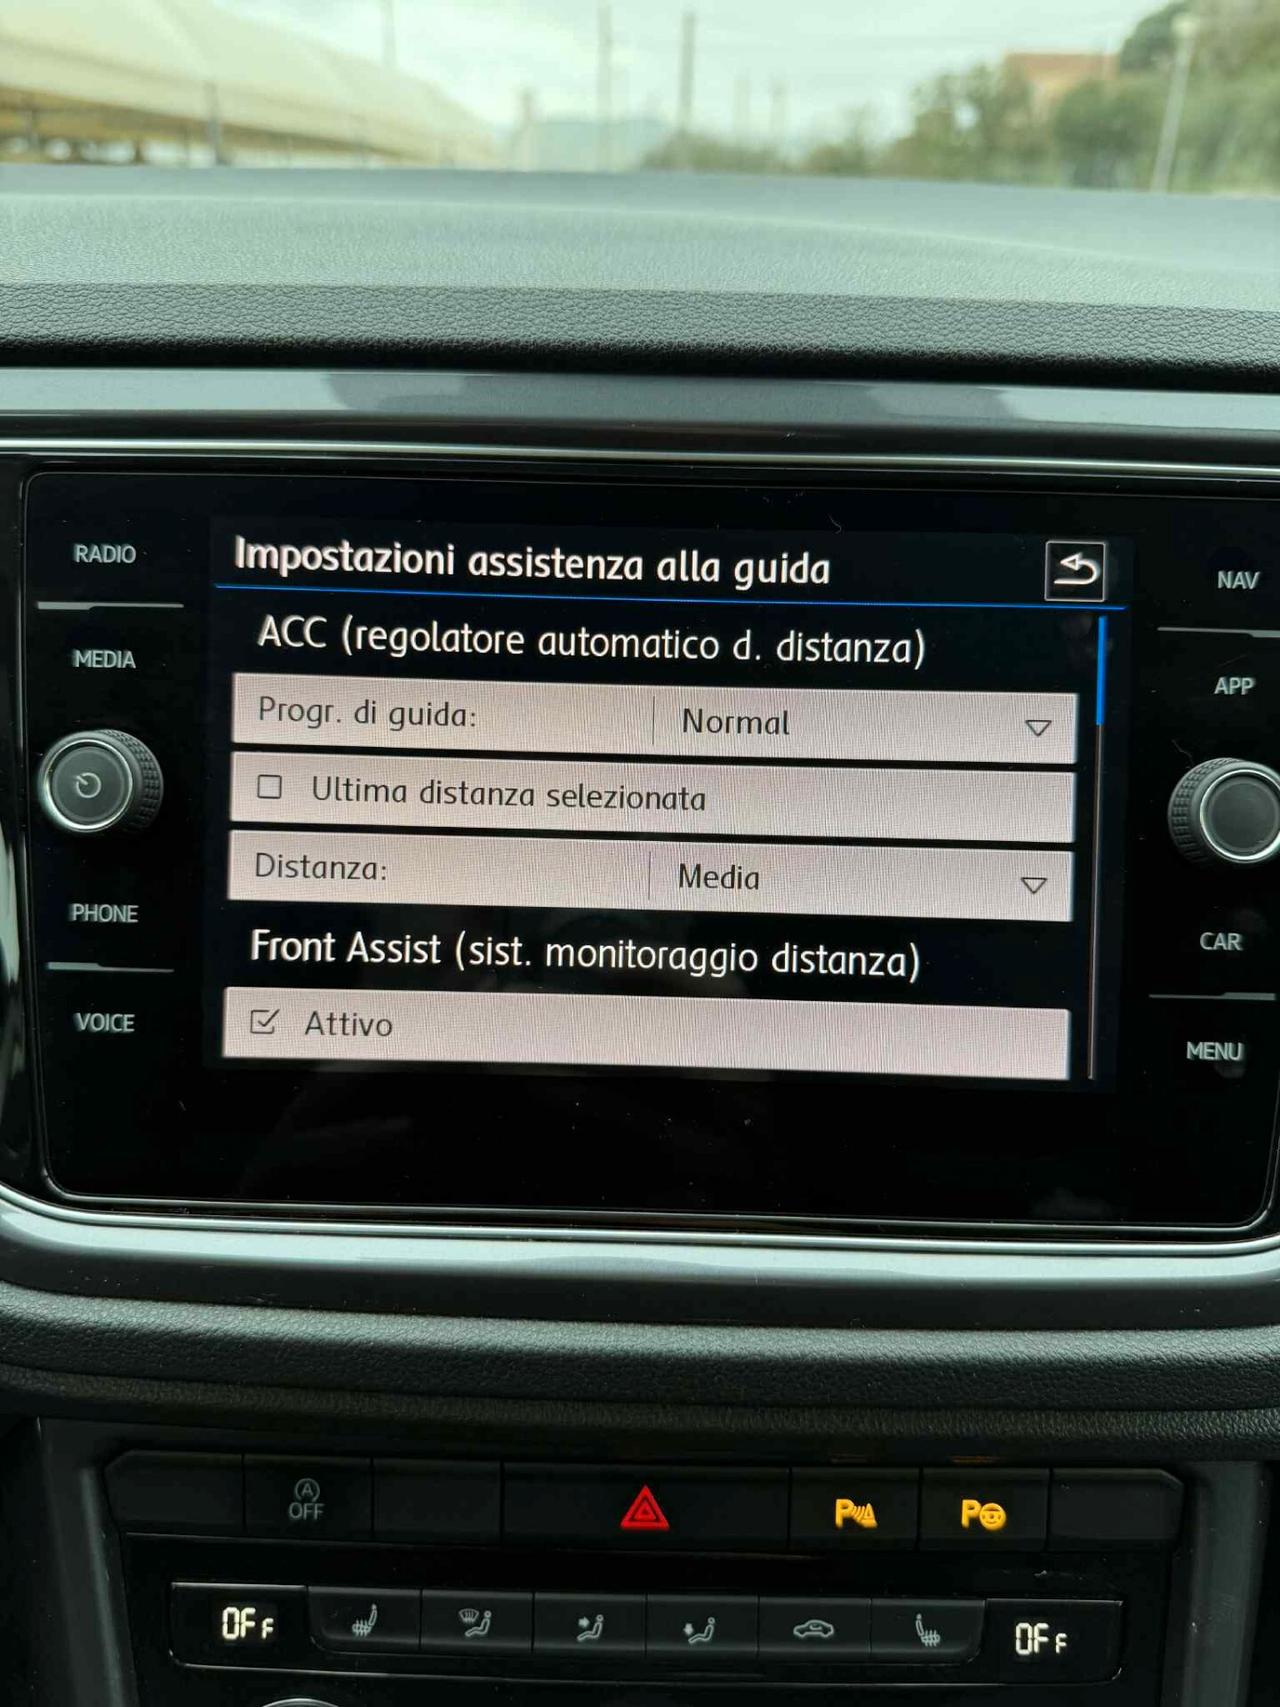 RADIO
MEDIA
PHONE
VOICE
Impostazioni assistenza alla guida
ACC (regolatore automatico d. distanza)
Progr. di guida: Normal
Ultima distanza selezionata
Distanza: Media
Front Assist (sist. monitoraggio distanza)
Attivo
NAV
APP
CAR
MENU
A
OFF
P
P
OFF
OFF